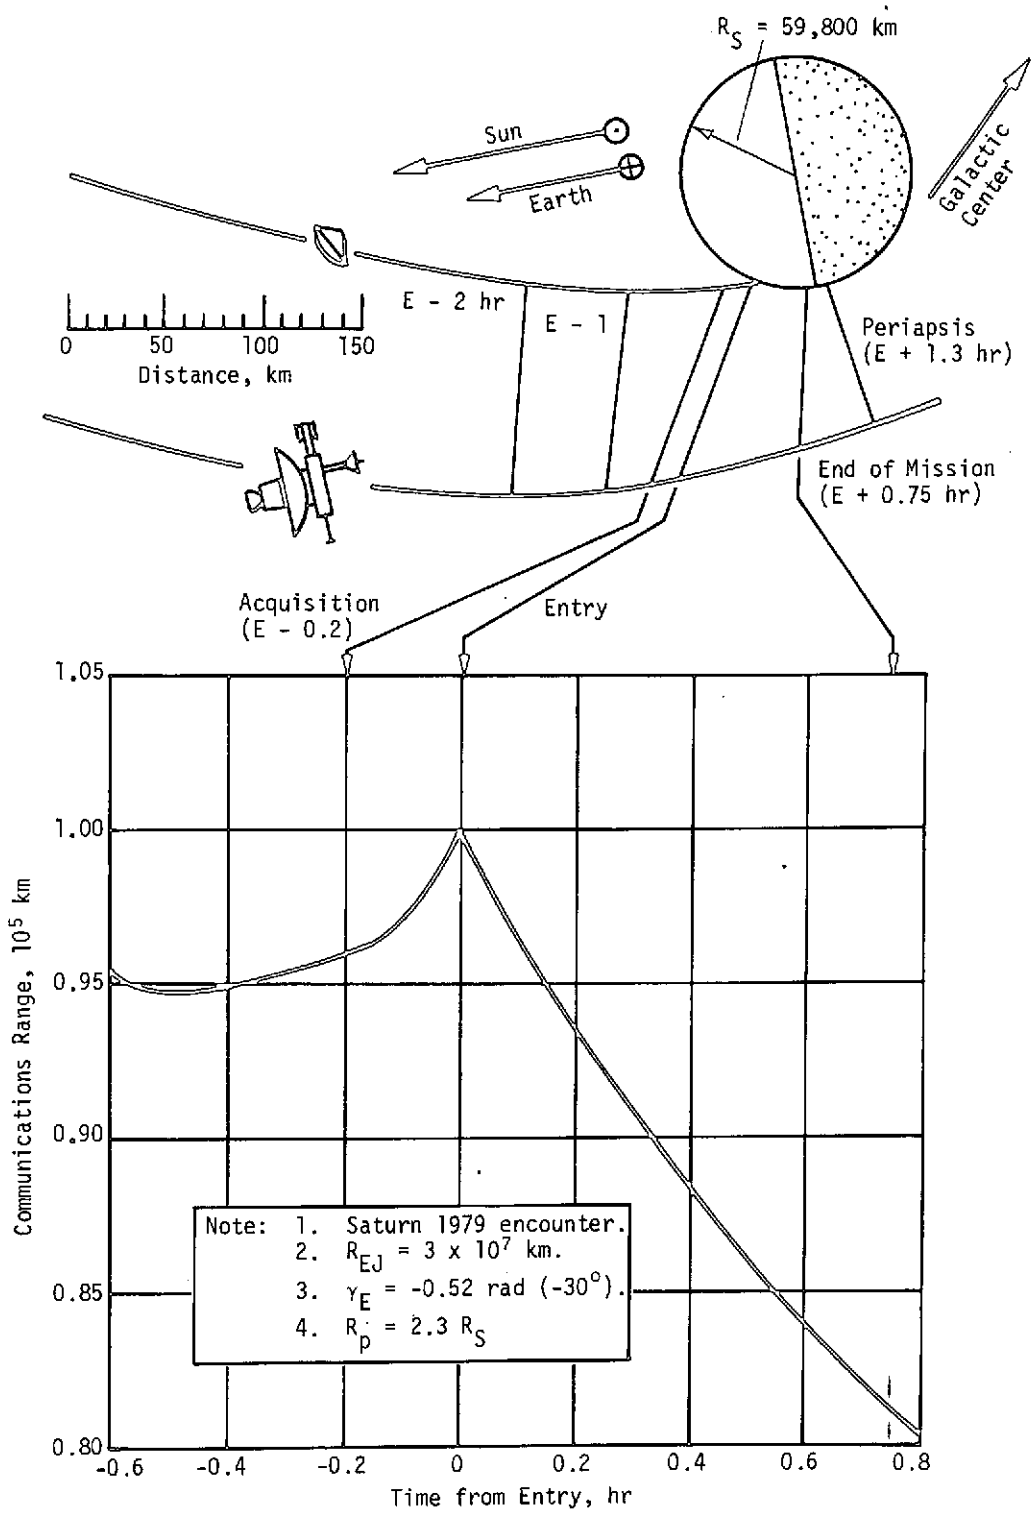 R_S = 59,800 km
Sun
Earth
Galactic
Center
E - 2 hr
E - 1
0 50 100 150
Distance, km
Periapsis
(E + 1.3 hr)
End of Mission
(E + 0.75 hr)
Acquisition
(E - 0.2)
Entry
1.05
1.00
0.95
0.90
0.85
0.80
Communications Range, 10⁵ km
Note: 1. Saturn 1979 encounter.
2. R_EJ = 3 x 10⁷ km.
3. γ_E = -0.52 rad (-30°).
4. R_p = 2.3 R_S
-0.6 -0.4 -0.2 0 0.2 0.4 0.6 0.8
Time from Entry, hr